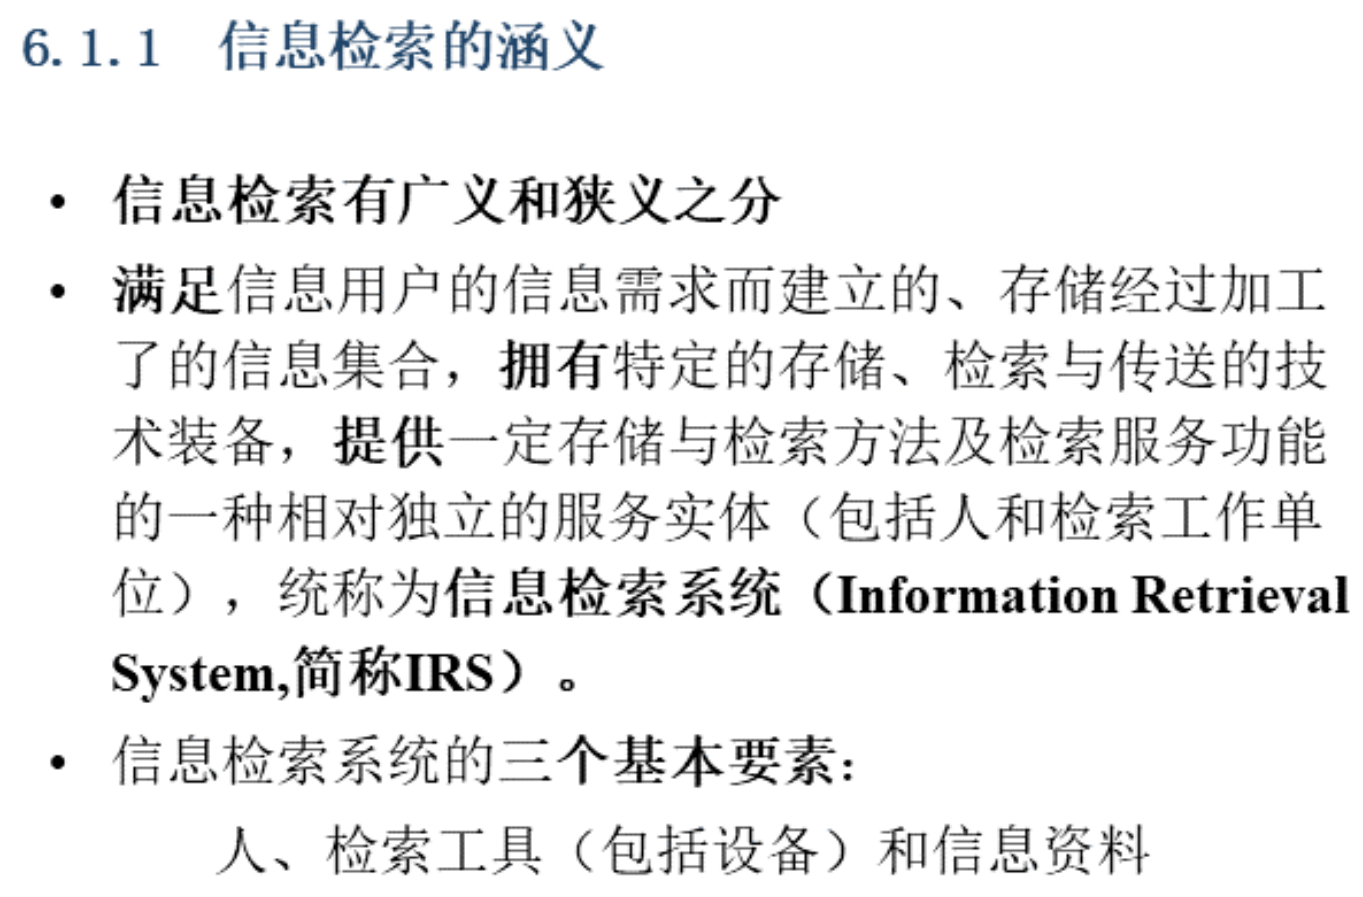 6.1.1 信息检索的涵义
• 信息检索有广义和狭义之分
• 满足信息用户的信息需求而建立的、存储经过加工
了的信息集合，拥有特定的存储、检索与传送的技
术装备，提供一定存储与检索方法及检索服务功能
的一种相对独立的服务实体（包括人和检索工作单
位），统称为信息检索系统（Information Retrieval
System,简称IRS）。
• 信息检索系统的三个基本要素：
人、检索工具（包括设备）和信息资料